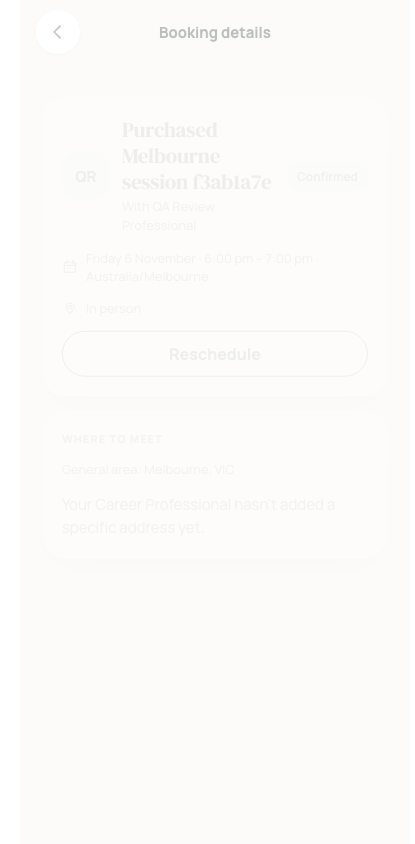 Booking details
Purchased
Melbourne
session f3ab1a7e
QR
Confirmed
With QA Review
Professional
Friday 6 November · 5:00 pm – 7:00 pm ·
Australia/Melbourne
In person
Reschedule
WHERE TO MEET
General area: Melbourne, VIC
Your Career Professional hasn't added a
specific address yet.